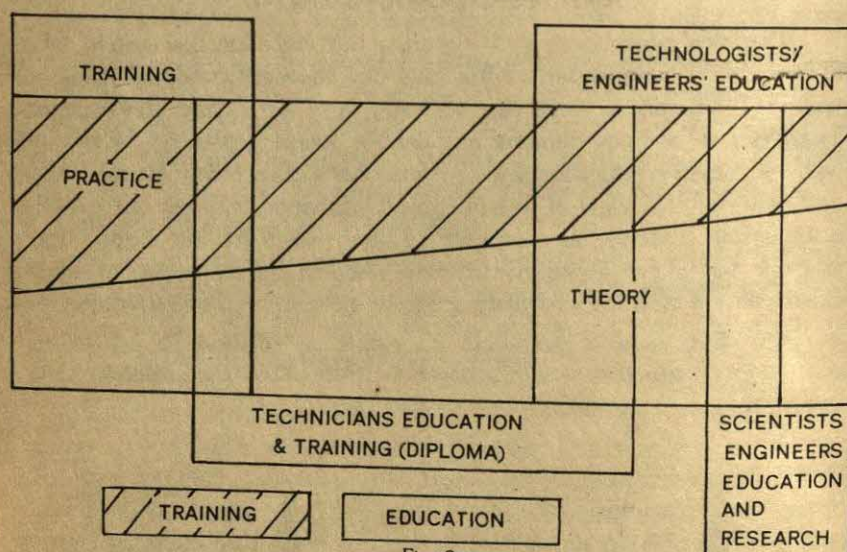 TRAINING
TECHNOLOGISTS/
ENGINEERS' EDUCATION
PRACTICE
THEORY
TECHNICIANS EDUCATION
& TRAINING (DIPLOMA)
SCIENTISTS
ENGINEERS
EDUCATION
AND
RESEARCH
TRAINING
EDUCATION